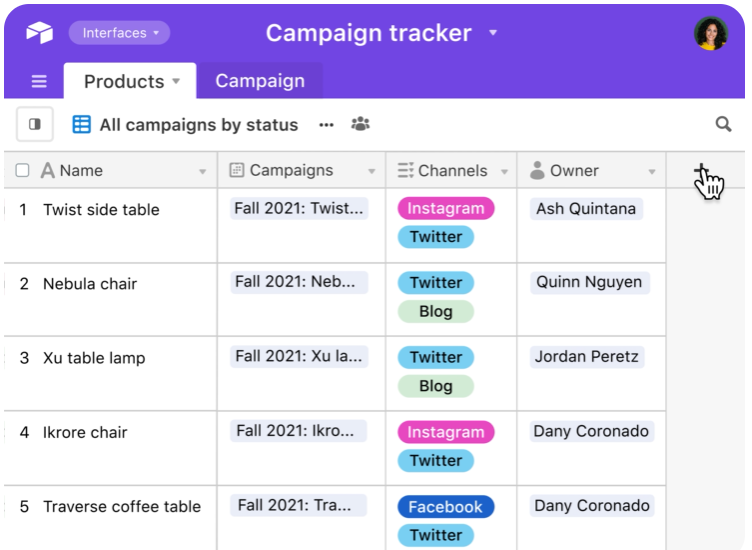 Interfaces
Campaign tracker
Products
Campaign
All campaigns by status
Name
Campaigns
Channels
Owner
1 Twist side table Fall 2021: Twist... Instagram Ash Quintana
Twitter
2 Nebula chair Fall 2021: Neb... Twitter Quinn Nguyen
Blog
3 Xu table lamp Fall 2021: Xu la... Twitter Jordan Peretz
Blog
4 Ikrore chair Fall 2021: Ikro... Instagram Dany Coronado
Twitter
5 Traverse coffee table Fall 2021: Tra... Facebook Dany Coronado
Twitter